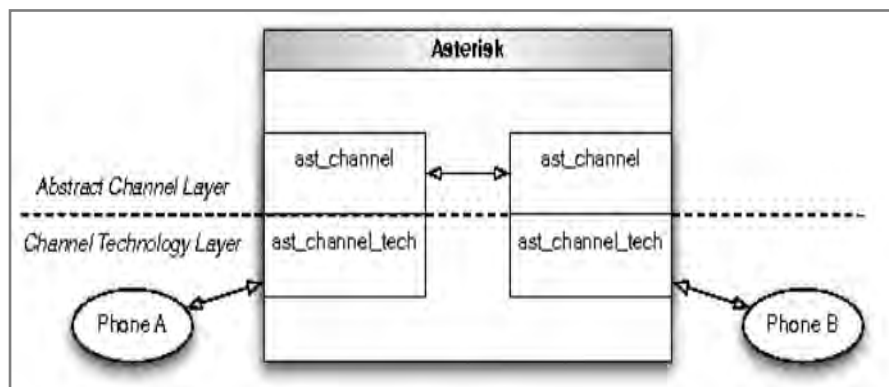 Asterisk
ast_channel
ast_channel
Abstract Channel Layer
Channel Technology Layer
ast_channel_tech
ast_channel_tech
Phone A
Phone B